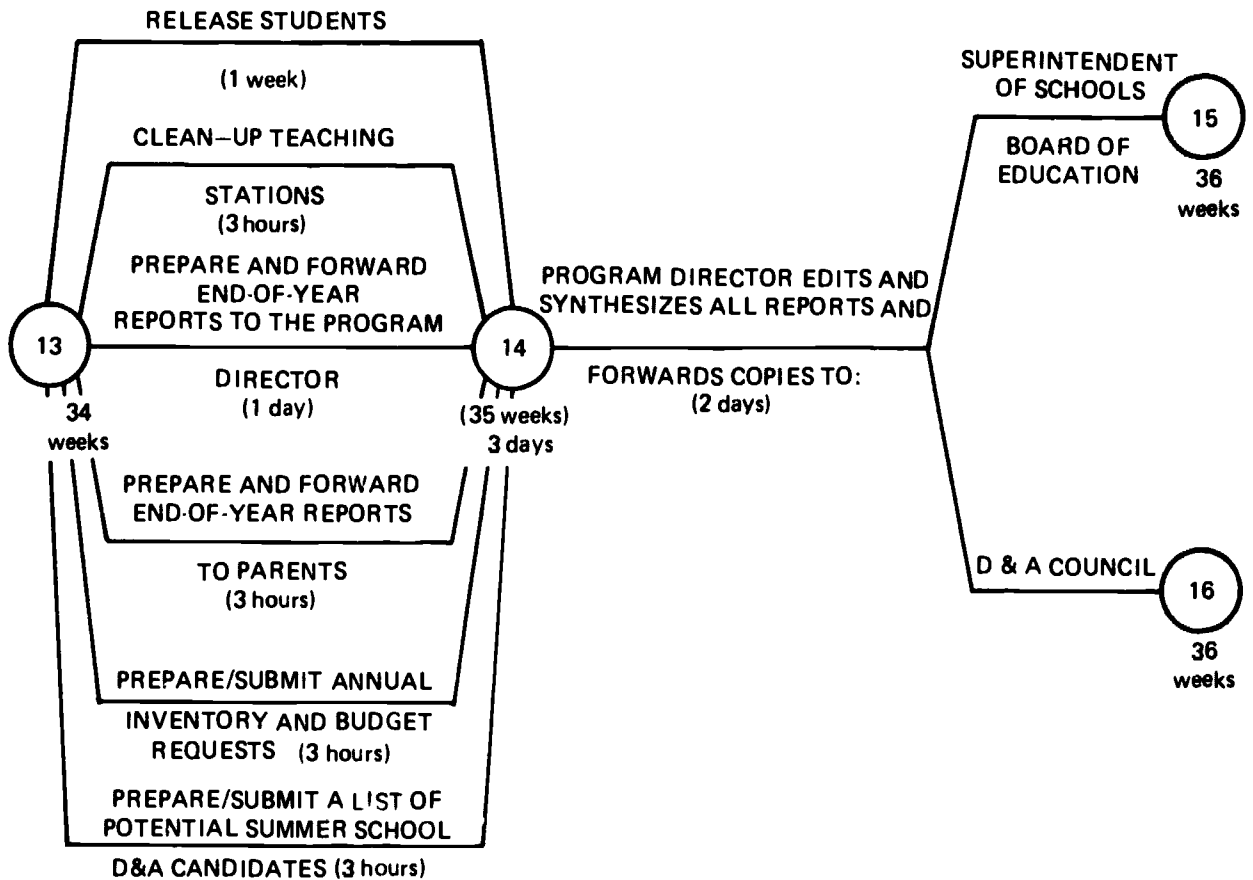 RELEASE STUDENTS
(1 week)
CLEAN-UP TEACHING
STATIONS
(3 hours)
PREPARE AND FORWARD
END-OF-YEAR
REPORTS TO THE PROGRAM
DIRECTOR
(1 day)
13
34
weeks
14
(35 weeks)
3 days
PREPARE AND FORWARD
END-OF-YEAR REPORTS
TO PARENTS
(3 hours)
PREPARE/SUBMIT ANNUAL
INVENTORY AND BUDGET
REQUESTS (3 hours)
PREPARE/SUBMIT A LIST OF
POTENTIAL SUMMER SCHOOL
D&A CANDIDATES (3 hours)
PROGRAM DIRECTOR EDITS AND
SYNTHESIZES ALL REPORTS AND
FORWARDS COPIES TO:
(2 days)
SUPERINTENDENT
OF SCHOOLS
BOARD OF
EDUCATION
15
36
weeks
D & A COUNCIL
16
36
weeks